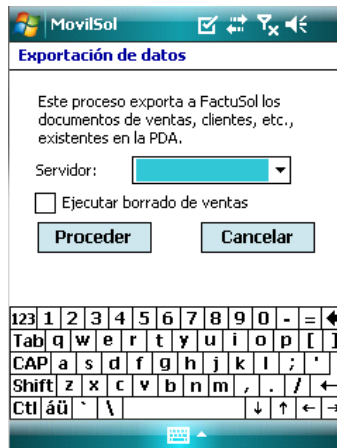 MovilSol
Exportación de datos
Este proceso exporta a FactuSol los
documentos de ventas, clientes, etc.,
existentes en la PDA.
Servidor:
Ejecutar borrado de ventas
Proceder Cancelar
123 1 2 3 4 5 6 7 8 9 0 - =
Tab q w e r t y u i o p [ ]
CAP a s d f g h j k l ; '
Shift z x c v b n m , . /
Ctl áü ` \